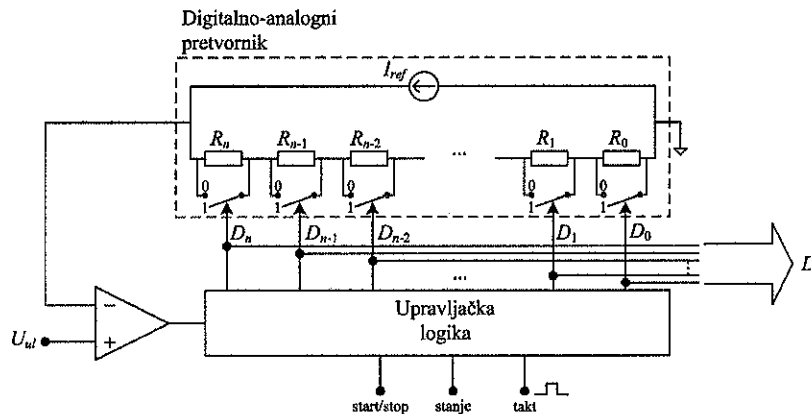 Digitalno-analogni
pretvornik
I_ref
R_n R_n-1 R_n-2 ... R_1 R_0
0 0 0 0 0
1 1 1 1 1
D_n D_n-1 D_n-2 D_1 D_0
D
...
Upravljačka
logika
−
+
U_ul
start/stop stanje takt